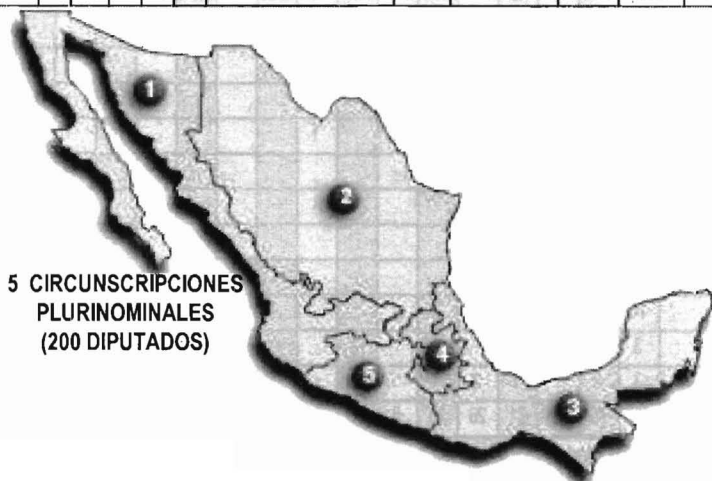 1
2
5 CIRCUNSCRIPCIONES
PLURINOMINALES
(200 DIPUTADOS)
4
5
3